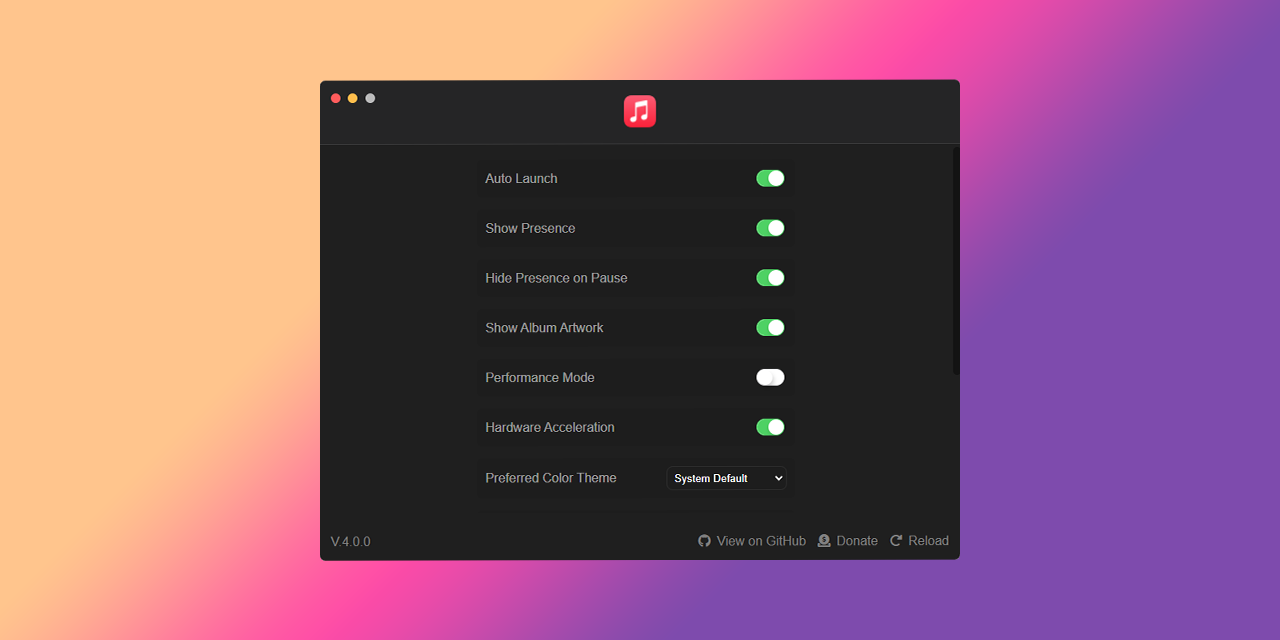 Auto Launch
Show Presence
Hide Presence on Pause
Show Album Artwork
Performance Mode
Hardware Acceleration
Preferred Color Theme System Default
V.4.0.0 View on GitHub Donate Reload